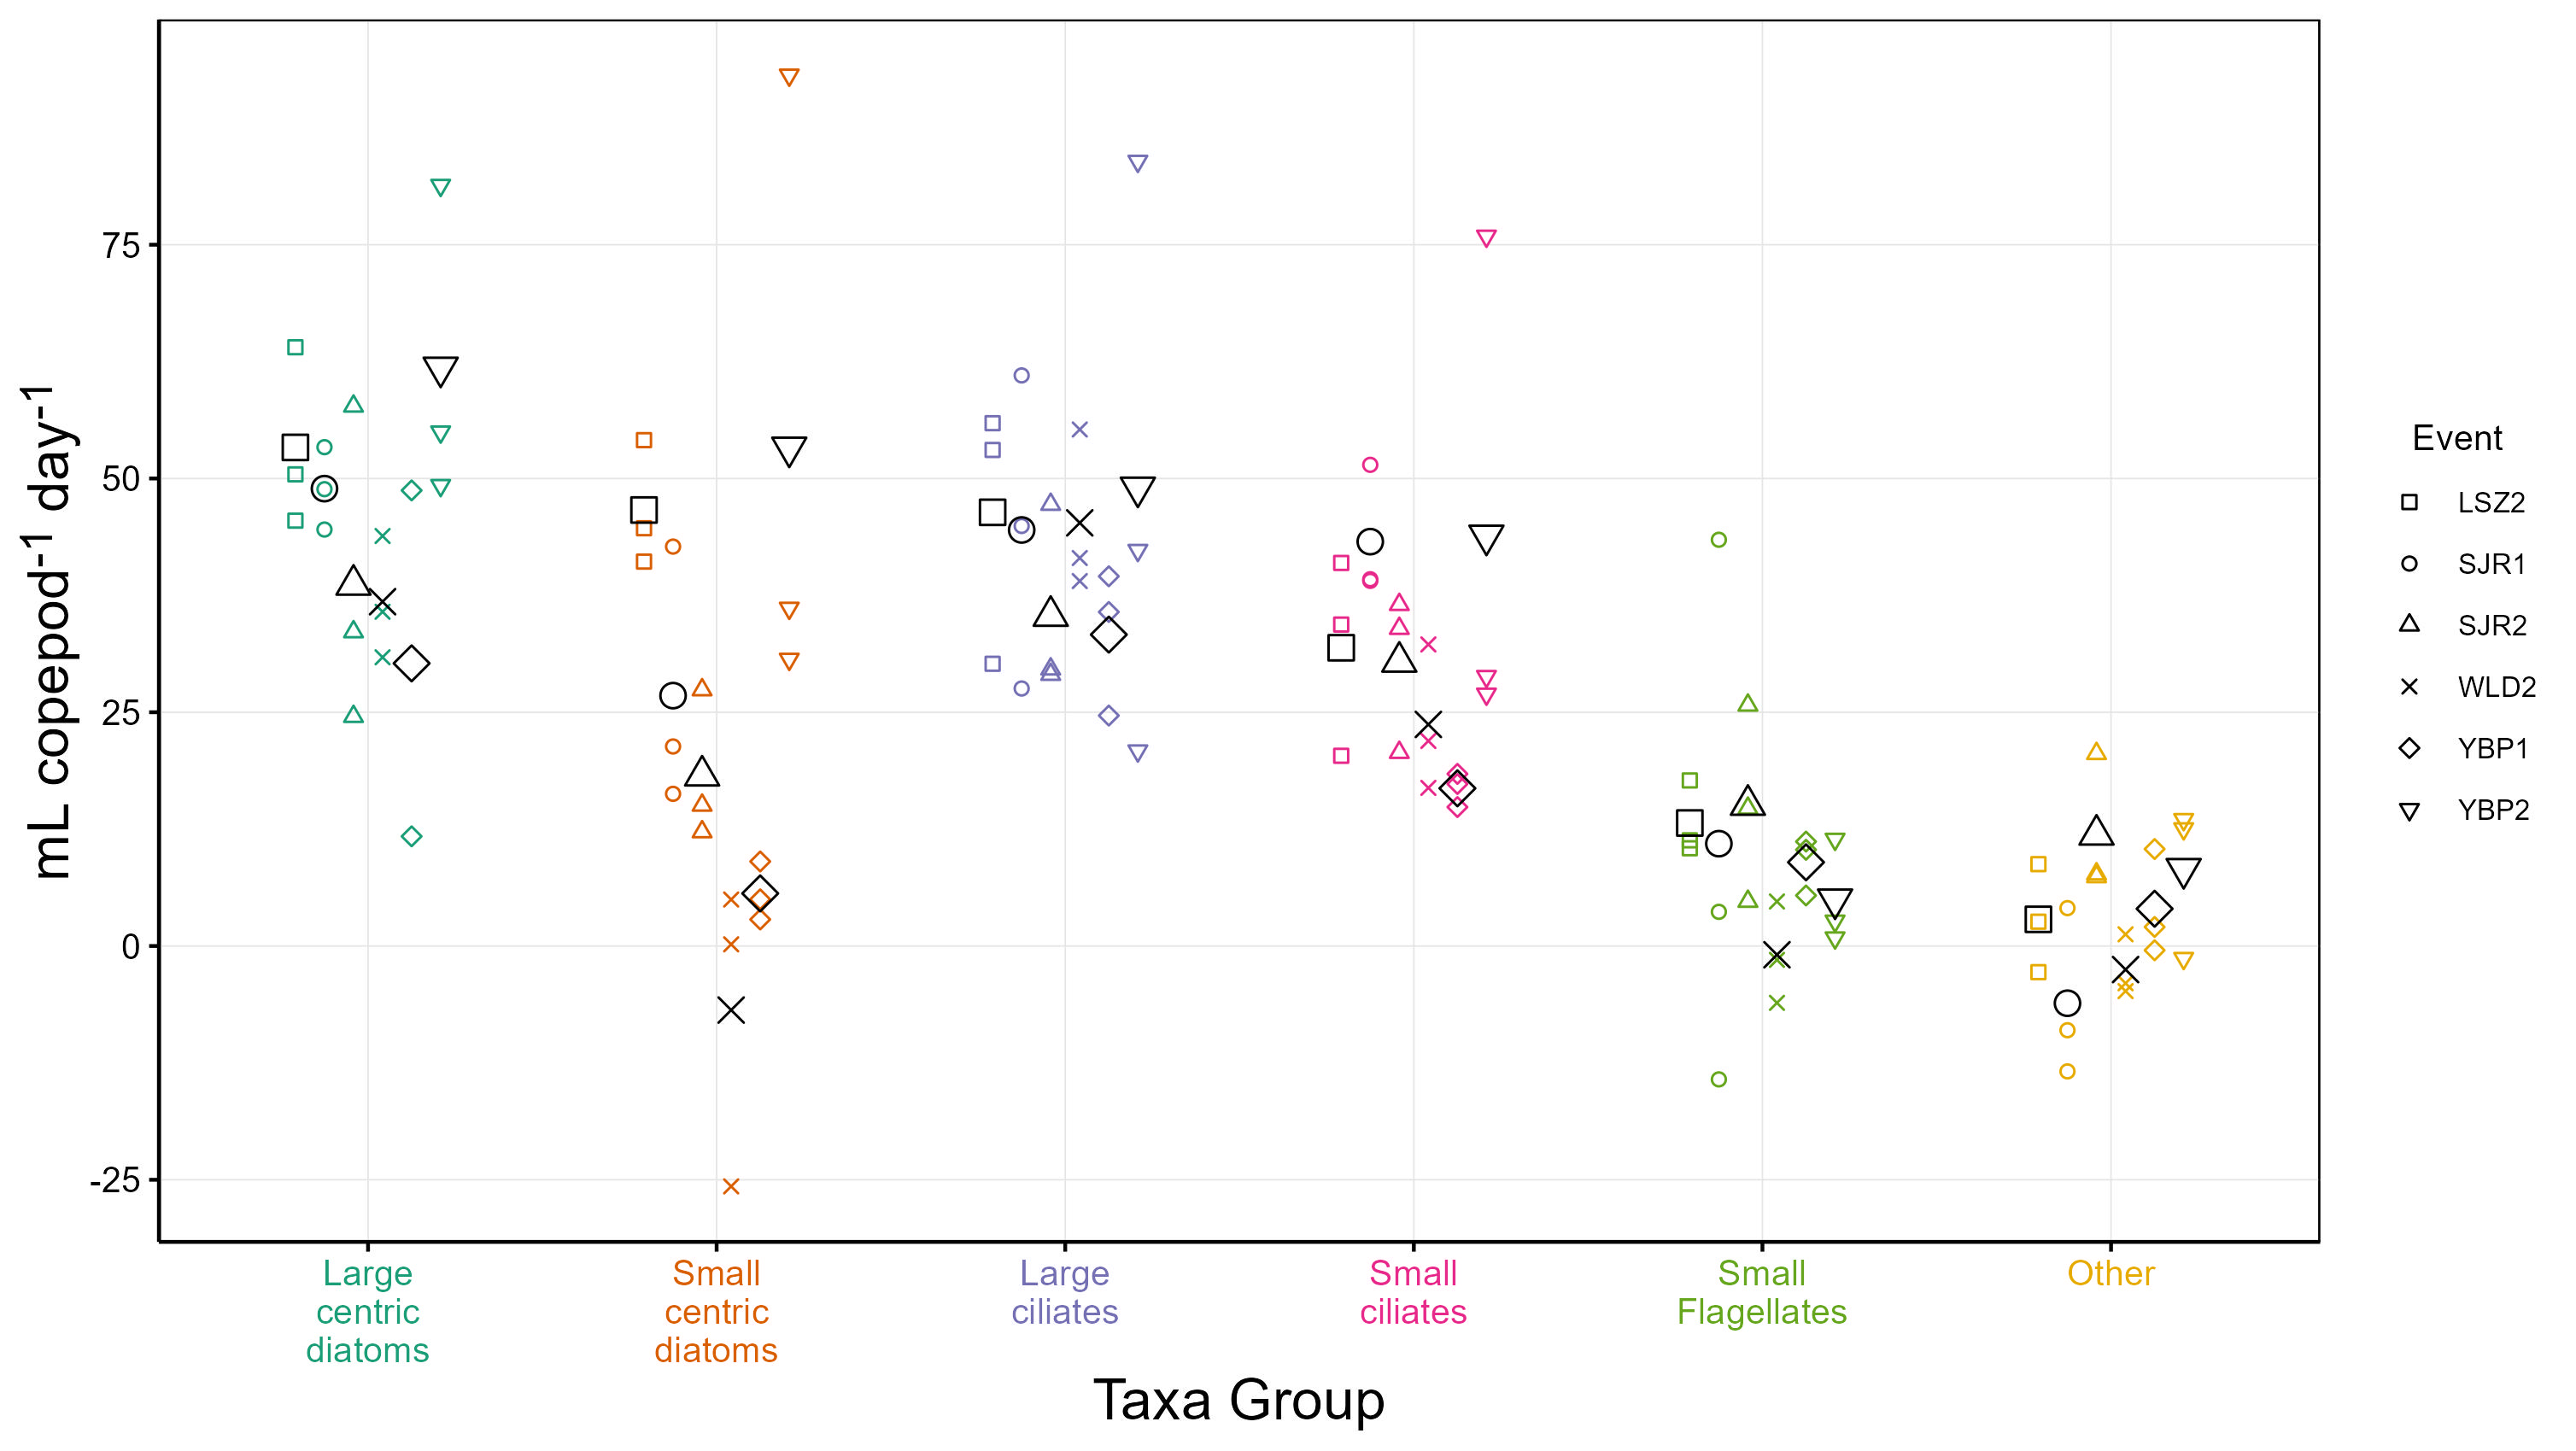 mL copepod-1 day-1
75
50
25
0
-25
Large
centric
diatoms
Small
centric
diatoms
Large
ciliates
Small
ciliates
Small
Flagellates
Other
Taxa Group
Event
LSZ2
SJR1
SJR2
WLD2
YBP1
YBP2